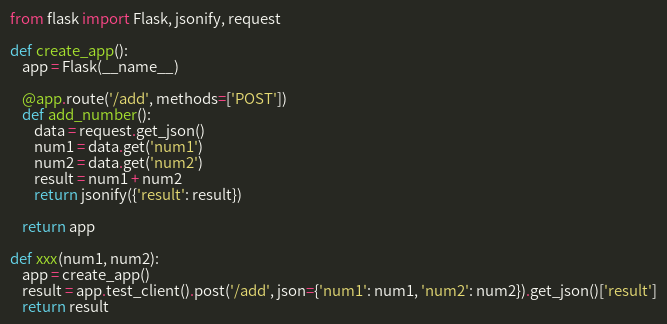 from flask import Flask, jsonify, request

def create_app():
    app = Flask(__name__)

    @app.route('/add', methods=['POST'])
    def add_number():
        data = request.get_json()
        num1 = data.get('num1')
        num2 = data.get('num2')
        result = num1 + num2
        return jsonify({'result': result})

    return app

def xxx(num1, num2):
    app = create_app()
    result = app.test_client().post('/add', json={'num1': num1, 'num2': num2}).get_json()['result']
    return result